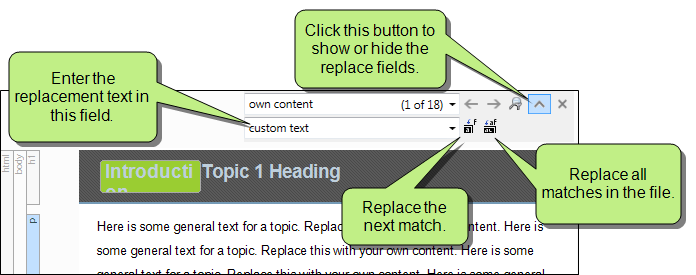 Click this button to
show or hide the
replace fields.
Enter the
replacement text in
this field.
own content (1 of 18)
custom text
Replace all
matches in the file.
Replace the
next match.
html
body
h1
p
Introducti
on
Topic 1 Heading
Here is some general text for a topic. Replac content. Here is
some general text for a topic. Replace this with your own content. Here is some
general text for a topic. Replace this with your own content. Here is some general